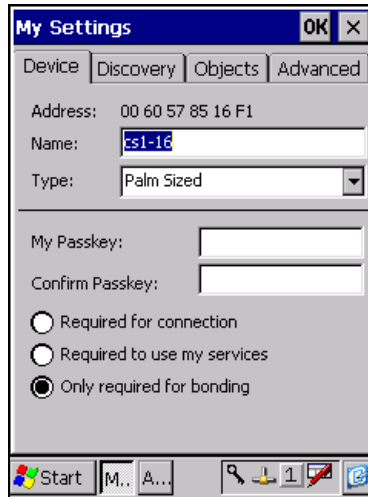 My Settings OK ×
Device Discovery Objects Advanced
Address: 00 60 57 85 16 F1
Name: cs1-16
Type: Palm Sized
My Passkey:
Confirm Passkey:
Required for connection
Required to use my services
Only required for bonding
Start M.. A... 1